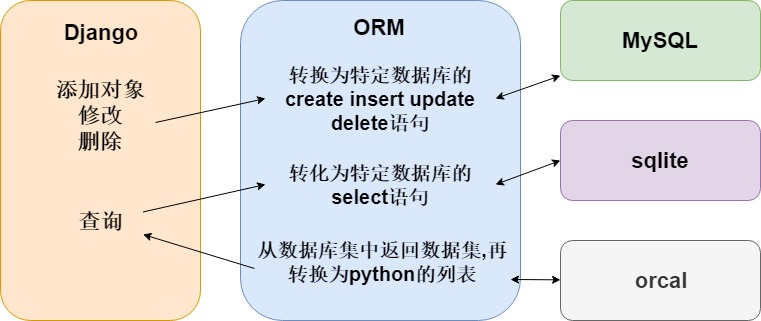 Django
添加对象
修改
删除
查询
ORM
转换为特定数据库的
create insert update
delete语句
转化为特定数据库的
select语句
从数据库集中返回数据集,再
转换为python的列表
MySQL
sqlite
orcal